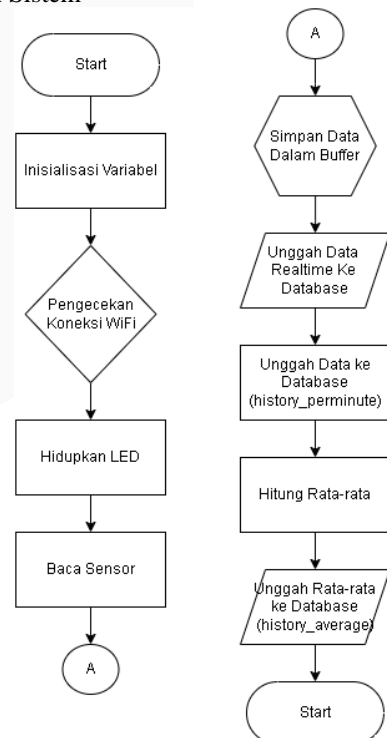 Sistem
Start
Inisialisasi Variabel
Pengecekan
Koneksi WiFi
Hidupkan LED
Baca Sensor
A
A
Simpan Data
Dalam Buffer
Unggah Data
Realtime Ke
Database
Unggah Data ke
Database
(history_perminute)
Hitung Rata-rata
Unggah Rata-rata
ke Database
(history_average)
Start